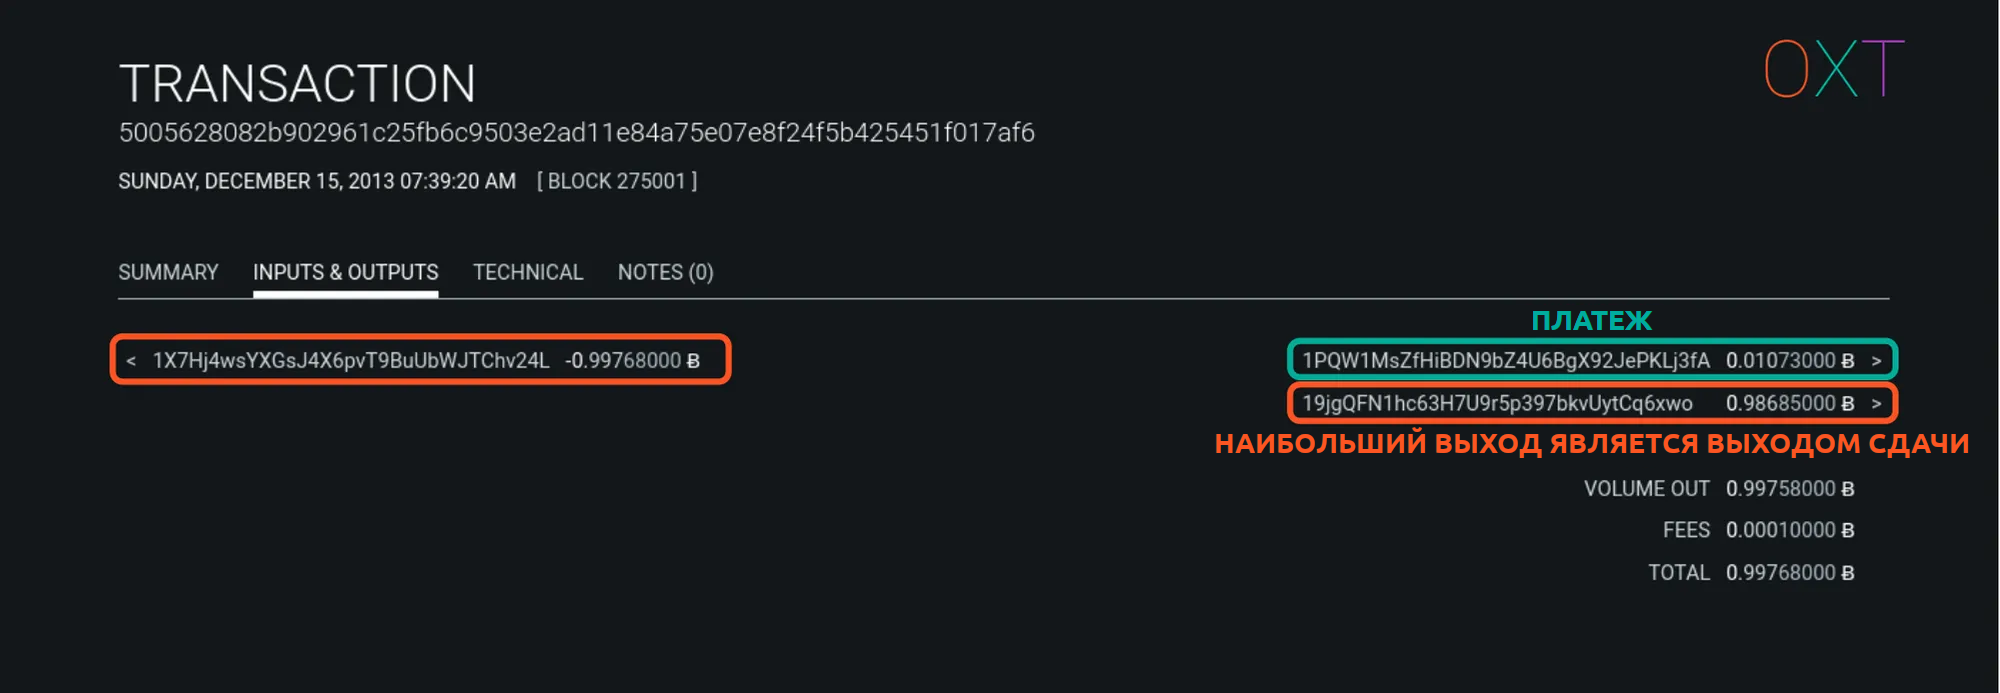 OXT
TRANSACTION
5005628082b902961c25fb6c9503e2ad11e84a75e07e8f24f5b425451f017af6
SUNDAY, DECEMBER 15, 2013 07:39:20 AM [ BLOCK 275001 ]
SUMMARY INPUTS & OUTPUTS TECHNICAL NOTES (0)
ПЛАТЕЖ
< 1X7Hj4wsYXGsJ4X6pvT9BuUbWJTChv24L -0.99768000 Ƀ
1PQW1MsZfHiBDN9bZ4U6BgX92JePKLj3fA 0.01073000 Ƀ >
19jgQFN1hc63H7U9r5p397bkvUytCq6xwo 0.98685000 Ƀ >
НАИБОЛЬШИЙ ВЫХОД ЯВЛЯЕТСЯ ВЫХОДОМ СДАЧИ
VOLUME OUT 0.99758000 Ƀ
FEES 0.00010000 Ƀ
TOTAL 0.99768000 Ƀ